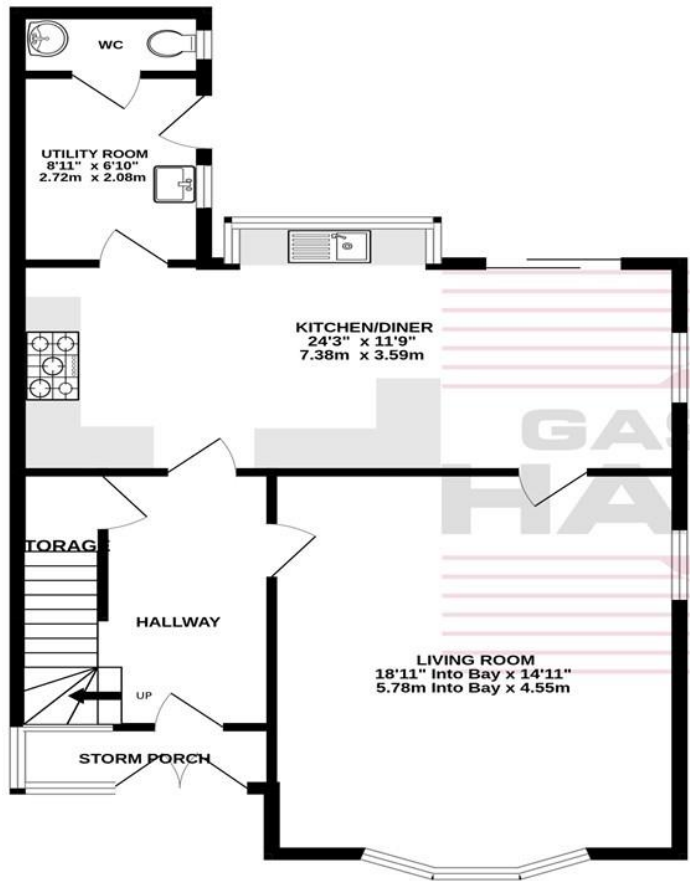 WC
UTILITY ROOM
8'11" x 6'10"
2.72m x 2.08m
KITCHEN/DINER
24'3" x 11'9"
7.38m x 3.59m
GAS
HA
TORAGE
HALLWAY
LIVING ROOM
18'11" Into Bay x 14'11"
5.78m Into Bay x 4.55m
UP
STORM PORCH